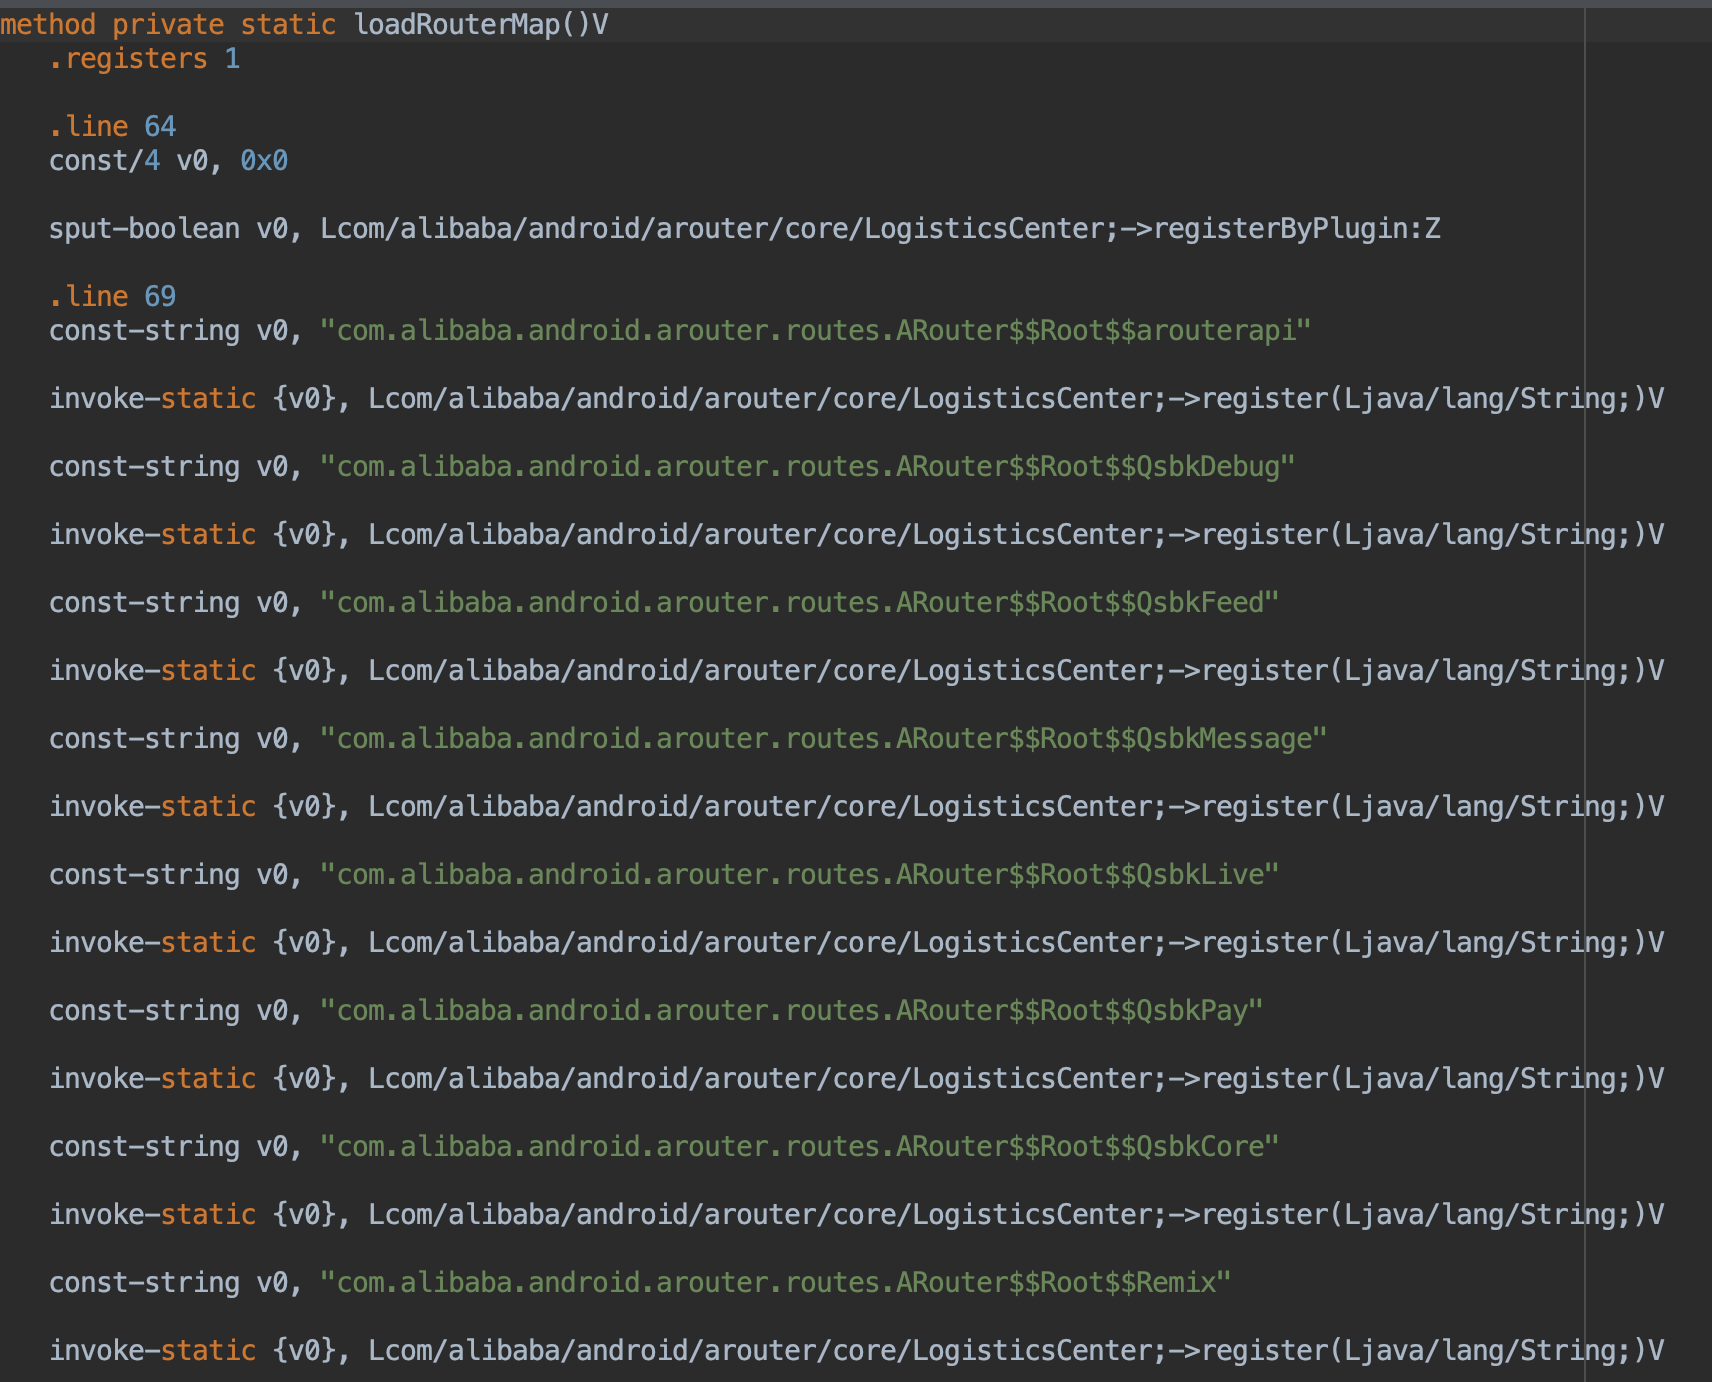 method private static loadRouterMap()V
.registers 1
.line 64
const/4 v0, 0x0
sput-boolean v0, Lcom/alibaba/android/arouter/core/LogisticsCenter;->registerByPlugin:Z
.line 69
const-string v0, "com.alibaba.android.arouter.routes.ARouter$$Root$$arouterapi"
invoke-static {v0}, Lcom/alibaba/android/arouter/core/LogisticsCenter;->register(Ljava/lang/String;)V
const-string v0, "com.alibaba.android.arouter.routes.ARouter$$Root$$QsbkDebug"
invoke-static {v0}, Lcom/alibaba/android/arouter/core/LogisticsCenter;->register(Ljava/lang/String;)V
const-string v0, "com.alibaba.android.arouter.routes.ARouter$$Root$$QsbkFeed"
invoke-static {v0}, Lcom/alibaba/android/arouter/core/LogisticsCenter;->register(Ljava/lang/String;)V
const-string v0, "com.alibaba.android.arouter.routes.ARouter$$Root$$QsbkMessage"
invoke-static {v0}, Lcom/alibaba/android/arouter/core/LogisticsCenter;->register(Ljava/lang/String;)V
const-string v0, "com.alibaba.android.arouter.routes.ARouter$$Root$$QsbkLive"
invoke-static {v0}, Lcom/alibaba/android/arouter/core/LogisticsCenter;->register(Ljava/lang/String;)V
const-string v0, "com.alibaba.android.arouter.routes.ARouter$$Root$$QsbkPay"
invoke-static {v0}, Lcom/alibaba/android/arouter/core/LogisticsCenter;->register(Ljava/lang/String;)V
const-string v0, "com.alibaba.android.arouter.routes.ARouter$$Root$$QsbkCore"
invoke-static {v0}, Lcom/alibaba/android/arouter/core/LogisticsCenter;->register(Ljava/lang/String;)V
const-string v0, "com.alibaba.android.arouter.routes.ARouter$$Root$$Remix"
invoke-static {v0}, Lcom/alibaba/android/arouter/core/LogisticsCenter;->register(Ljava/lang/String;)V